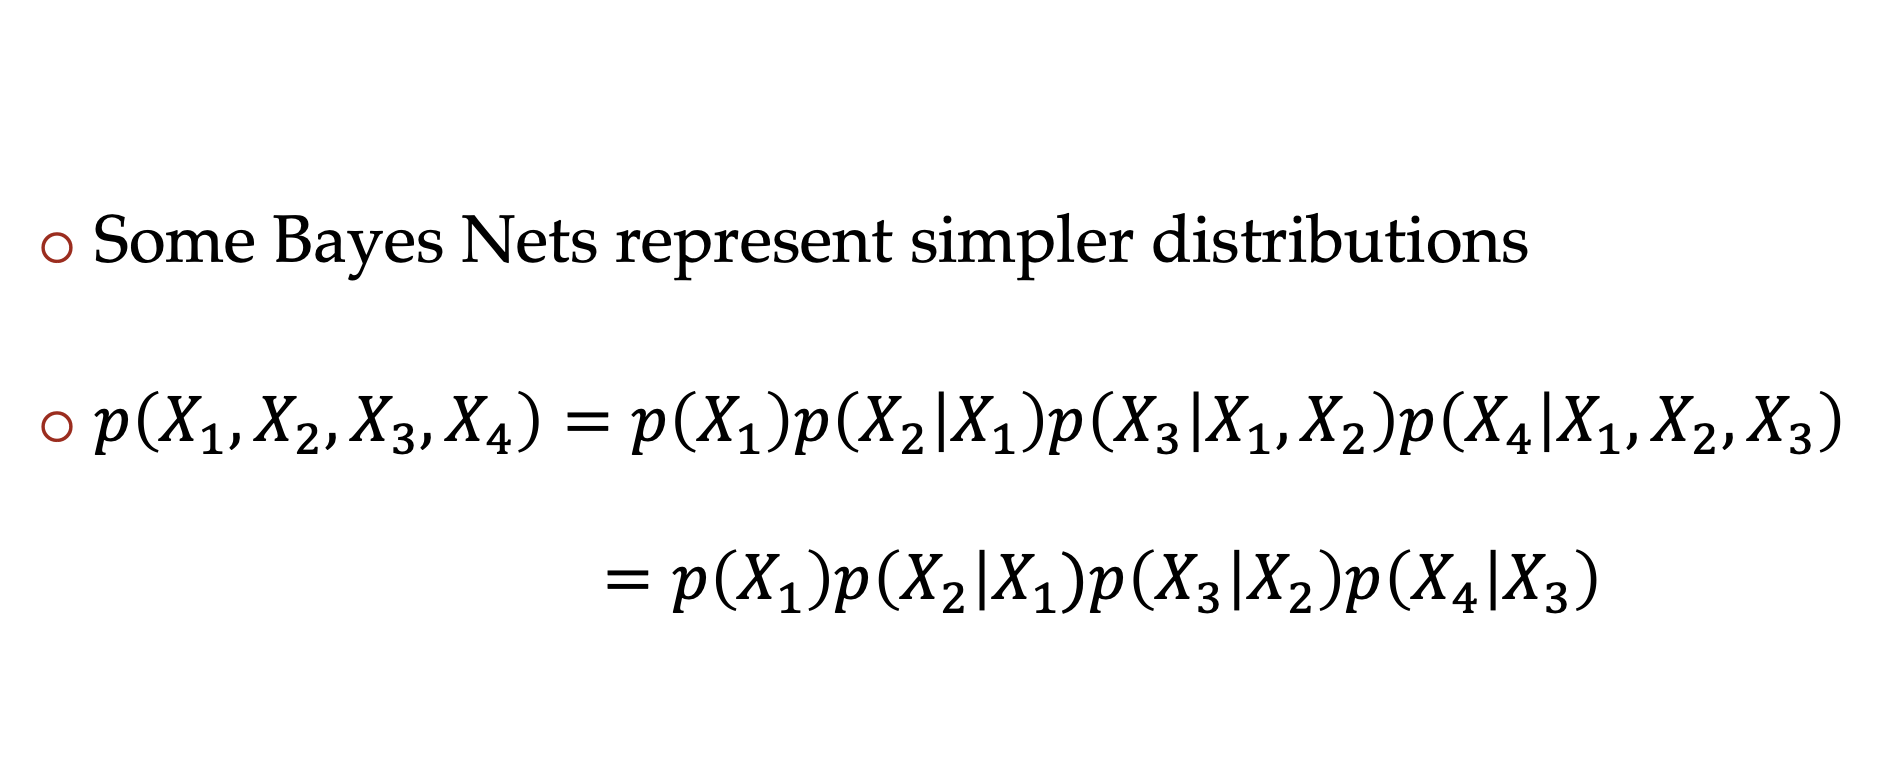 Some Bayes Nets represent simpler distributions
p(X₁, X₂, X₃, X₄) = p(X₁)p(X₂|X₁)p(X₃|X₁, X₂)p(X₄|X₁, X₂, X₃)
= p(X₁)p(X₂|X₁)p(X₃|X₂)p(X₄|X₃)